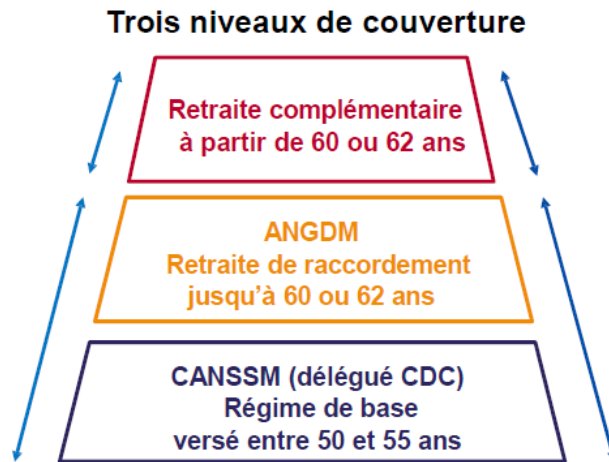 Trois niveaux de couverture
Retraite complémentaire
à partir de 60 ou 62 ans
ANGDM
Retraite de raccordement
jusqu'à 60 ou 62 ans
CANSSM (délégué CDC)
Régime de base
versé entre 50 et 55 ans